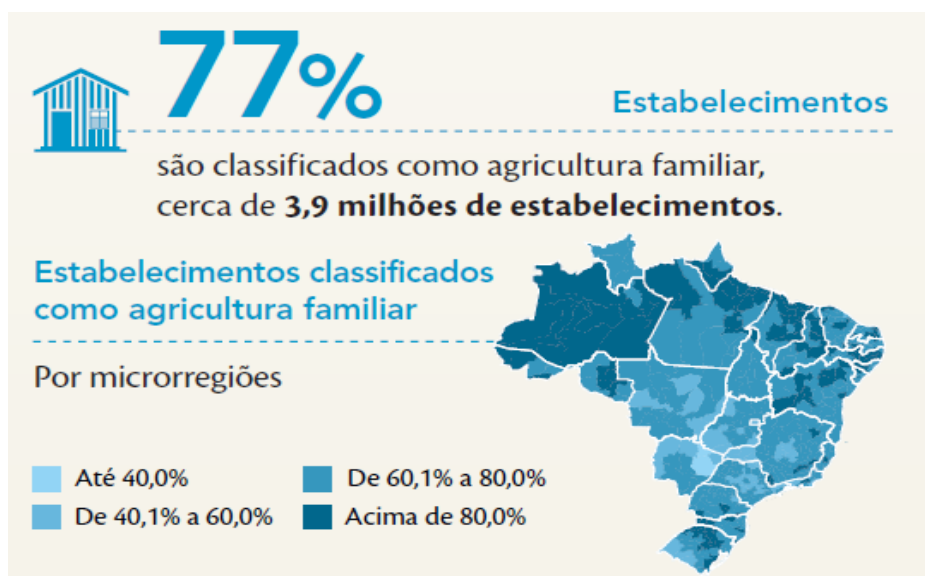 77%
Estabelecimentos
são classificados como agricultura familiar,
cerca de 3,9 milhões de estabelecimentos.
Estabelecimentos classificados
como agricultura familiar
Por microrregiões
Até 40,0%
De 60,1% a 80,0%
De 40,1% a 60,0%
Acima de 80,0%